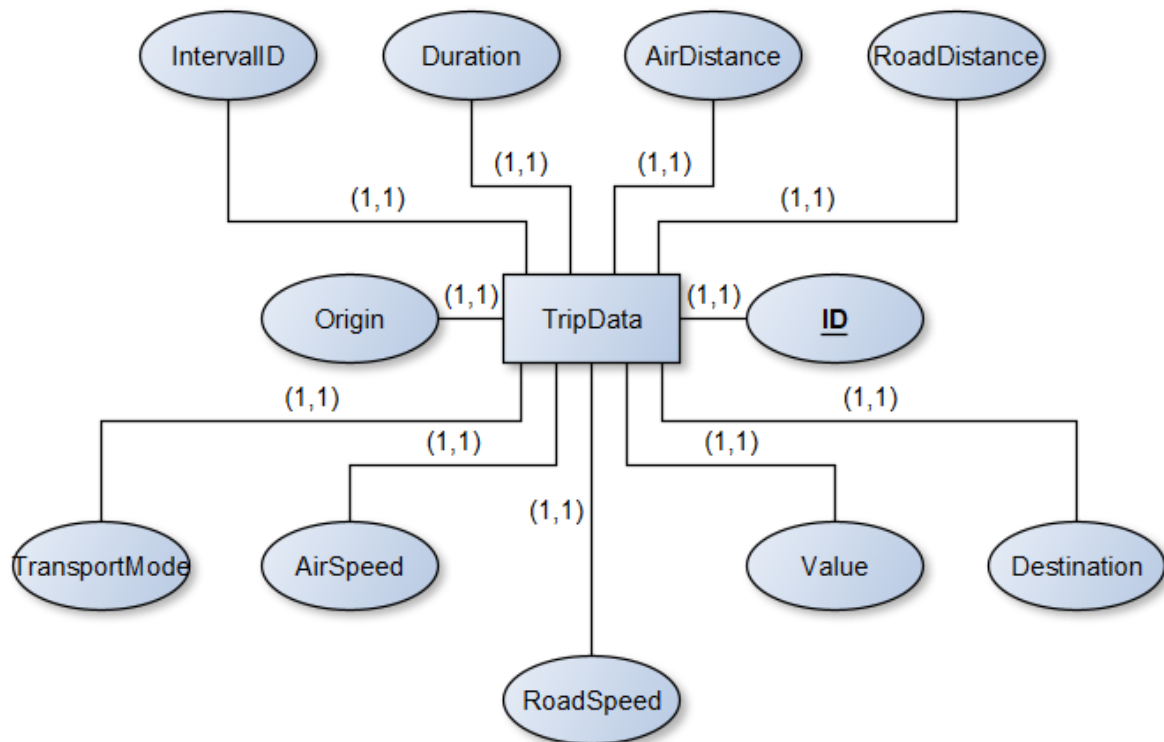 IntervalID
Duration
AirDistance
RoadDistance
(1,1)
(1,1)
(1,1)
(1,1)
Origin
(1,1)
TripData
(1,1)
ID
(1,1)
(1,1)
(1,1)
(1,1)
(1,1)
TransportMode
AirSpeed
Value
Destination
RoadSpeed